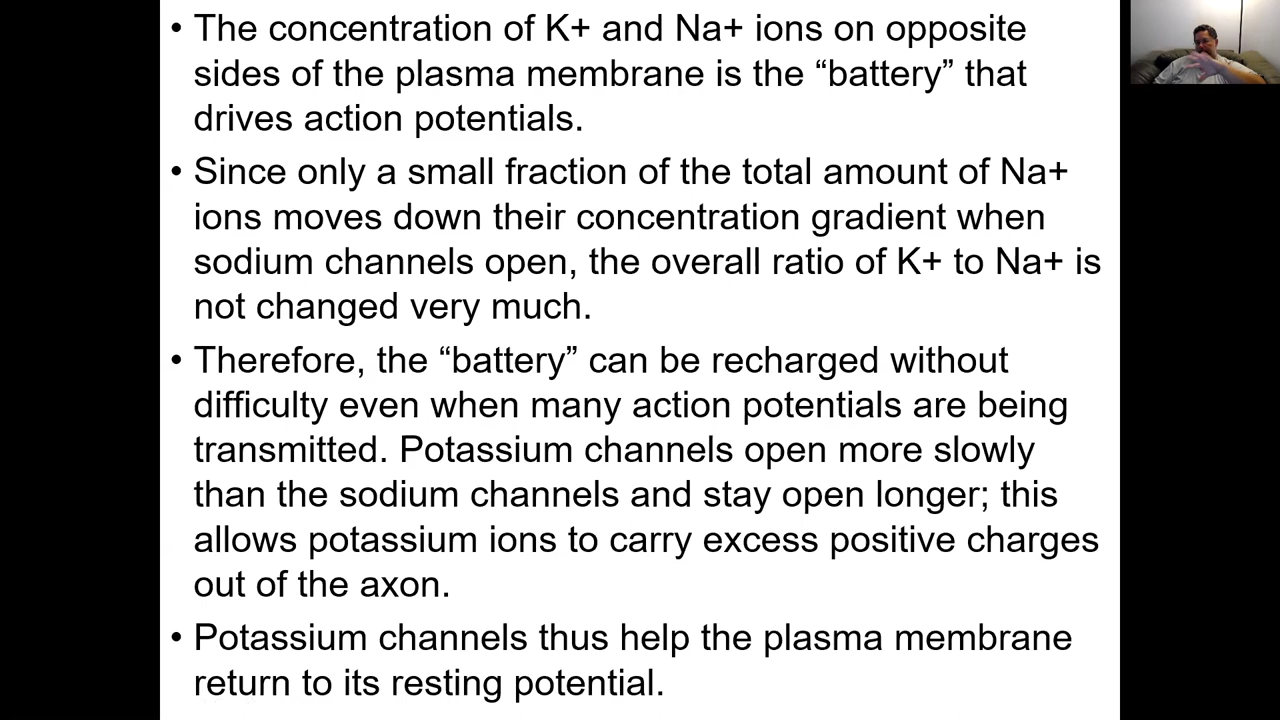 • The concentration of K+ and Na+ ions on opposite
sides of the plasma membrane is the “battery” that
drives action potentials.
• Since only a small fraction of the total amount of Na+
ions moves down their concentration gradient when
sodium channels open, the overall ratio of K+ to Na+ is
not changed very much.
• Therefore, the “battery” can be recharged without
difficulty even when many action potentials are being
transmitted. Potassium channels open more slowly
than the sodium channels and stay open longer; this
allows potassium ions to carry excess positive charges
out of the axon.
• Potassium channels thus help the plasma membrane
return to its resting potential.